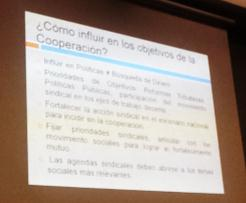 ¿Cómo influir en los objetivos de la
Cooperación?
Influir en Políticas ≠ Búsqueda de Dinero
Prioridades de Objetivos: Reformas Tributarias,
Políticas Públicas, participación del movimiento
sindical en los ejes de trabajo decente.
Fortalecer la acción sindical en el escenario nacional
para incidir en la cooperación.
Fijar prioridades sindicales, articular con los
movimiento sociales para lograr el fortalecimiento
mutuo.
Las agendas sindicales deben abrirse a los temas
sociales más relevantes.